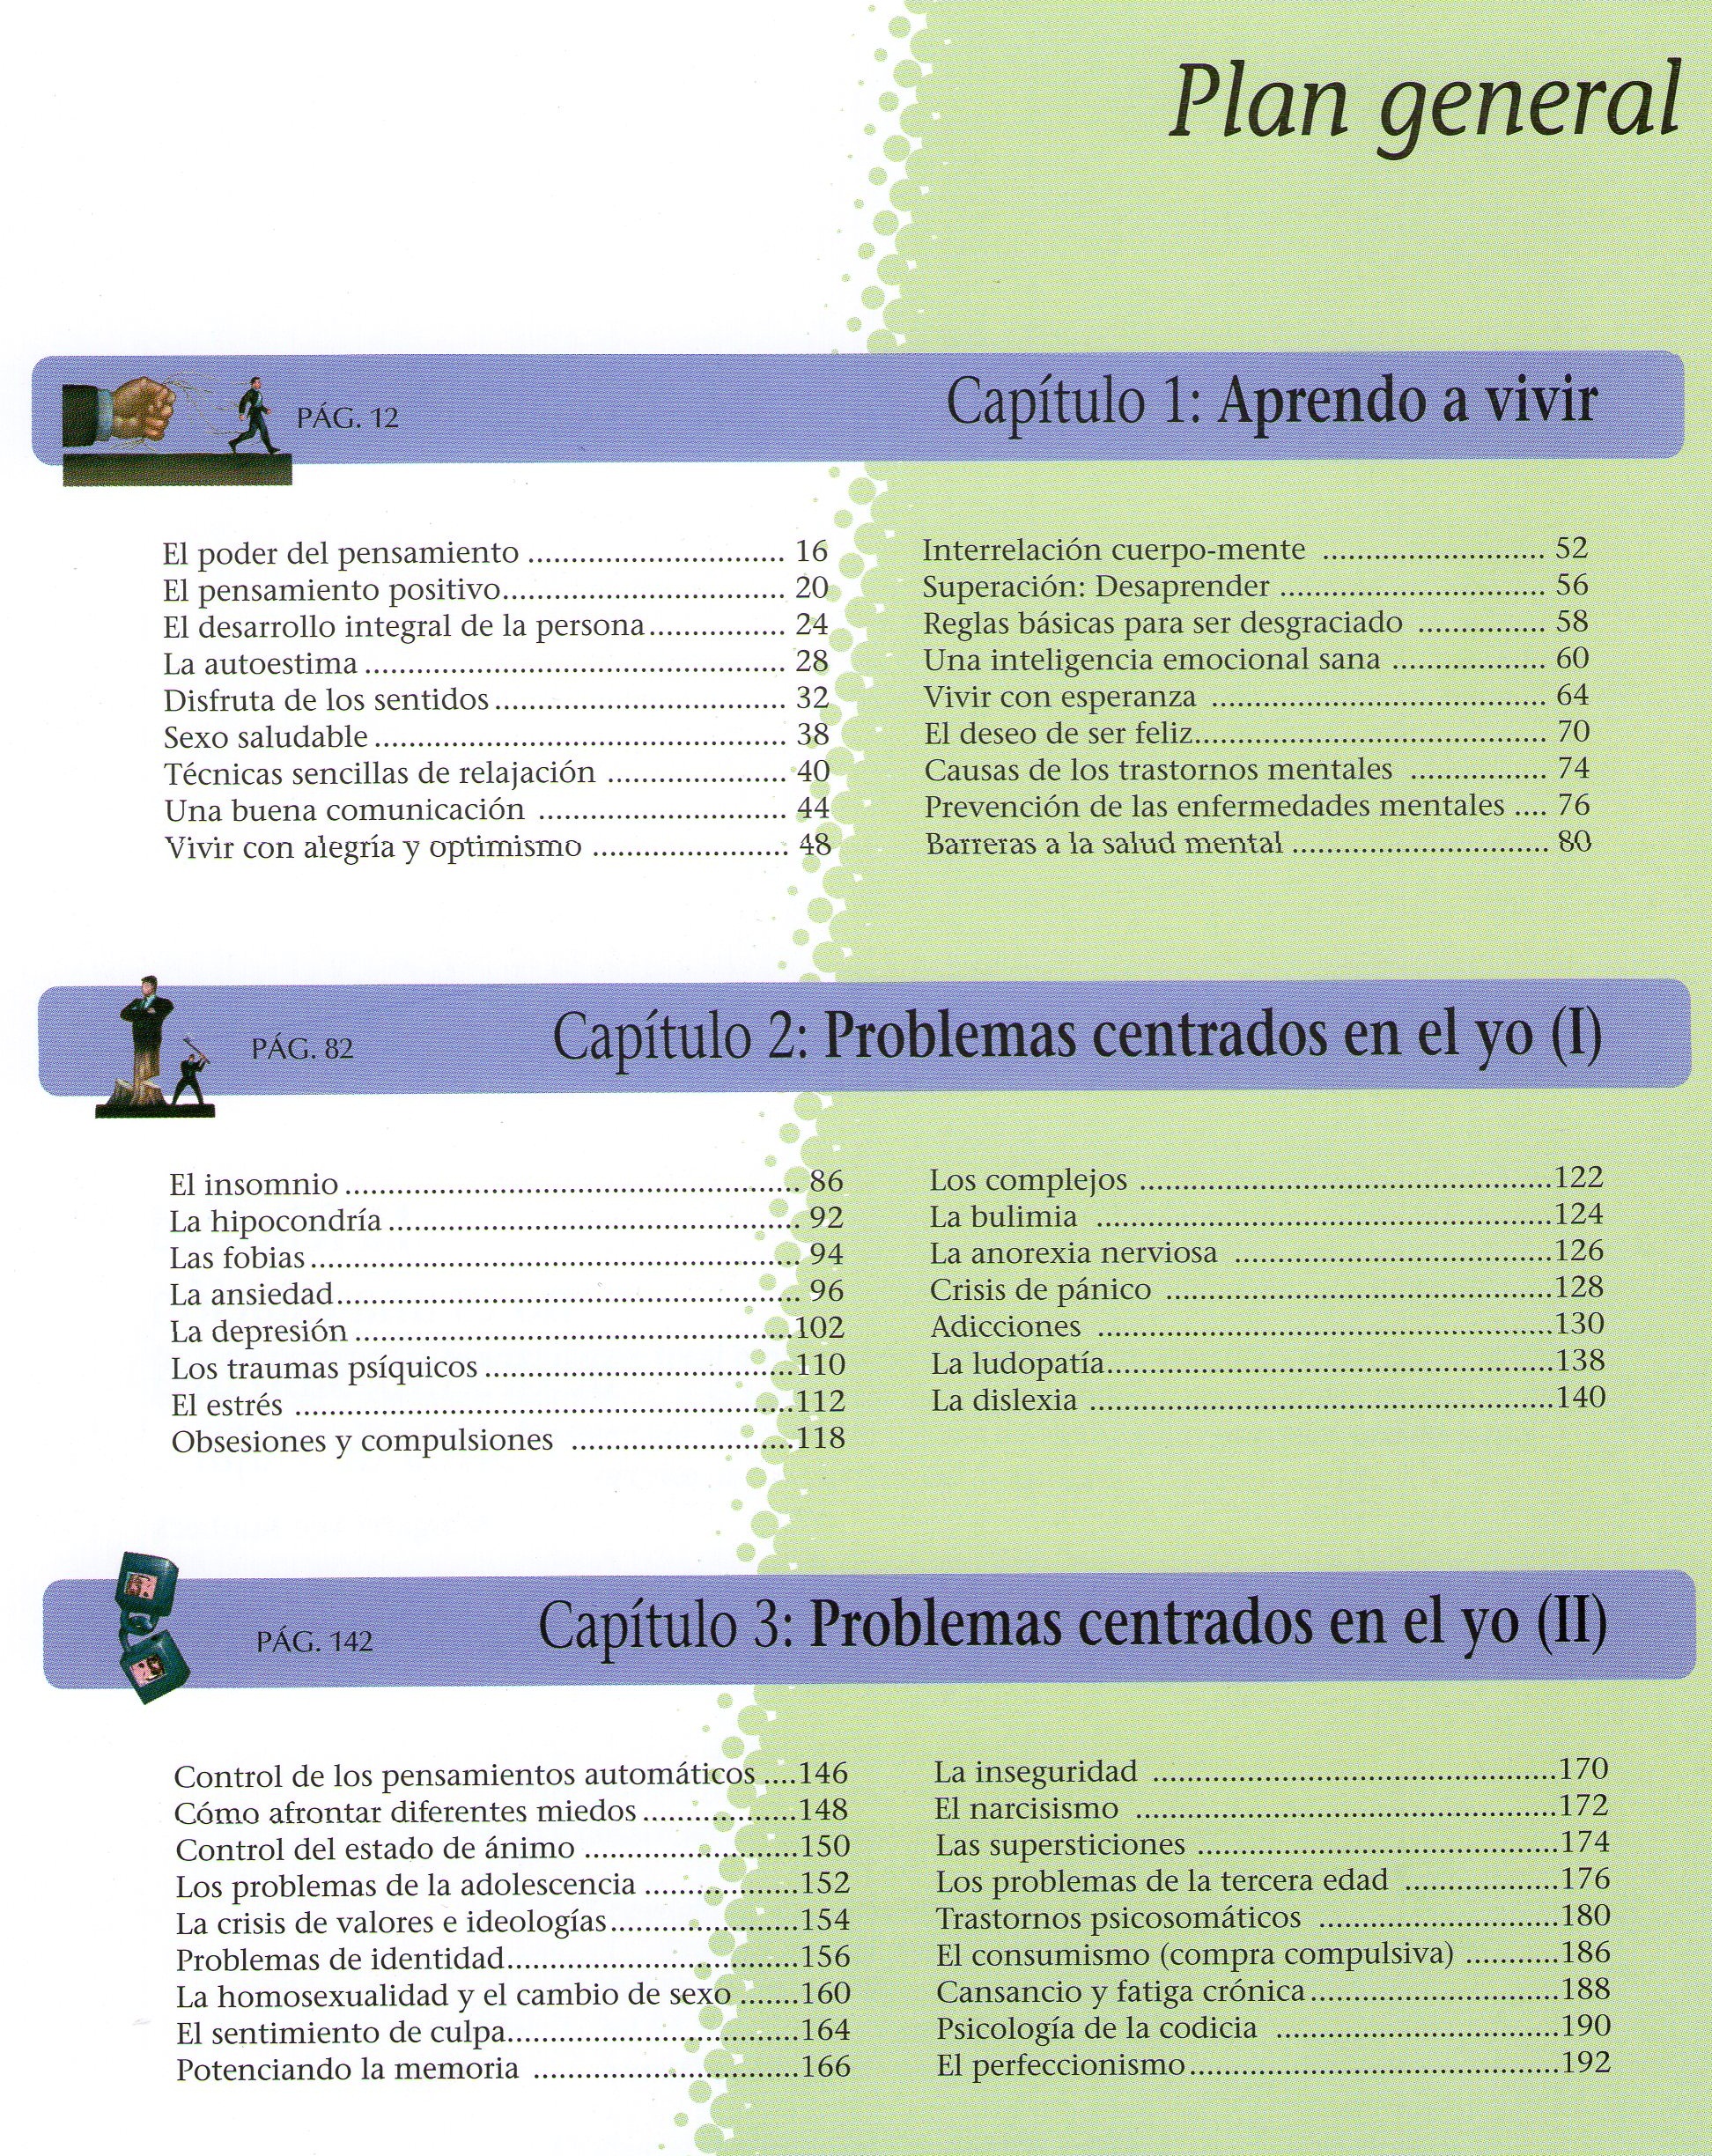 Plan general
PÁG. 12
Capítulo 1: Aprendo a vivir
El poder del pensamiento .............................. 16
El pensamiento positivo................................. 20
El desarrollo integral de la persona................ 24
La autoestima ................................................. 28
Disfruta de los sentidos.................................. 32
Sexo saludable ................................................ 38
Técnicas sencillas de relajación ..................... 40
Una buena comunicación ............................. 44
Vivir con alegría y optimismo ....................... 48
Interrelación cuerpo-mente .......................... 52
Superación: Desaprender ............................... 56
Reglas básicas para ser desgraciado ............... 58
Una inteligencia emocional sana .................. 60
Vivir con esperanza ....................................... 64
El deseo de ser feliz......................................... 70
Causas de los trastornos mentales ................ 74
Prevención de las enfermedades mentales .... 76
Barreras a la salud mental .............................. 80
PÁG. 82
Capítulo 2: Problemas centrados en el yo (I)
El insomnio ..................................................... 86
La hipocondría ................................................ 92
Las fobias......................................................... 94
La ansiedad...................................................... 96
La depresión ...................................................102
Los traumas psíquicos ....................................110
El estrés ..........................................................112
Obsesiones y compulsiones ..........................118
Los complejos ................................................122
La bulimia .....................................................124
La anorexia nerviosa .....................................126
Crisis de pánico .............................................128
Adicciones .....................................................130
La ludopatía....................................................138
La dislexia ......................................................140
PÁG. 142
Capítulo 3: Problemas centrados en el yo (II)
Control de los pensamientos automáticos ....146
Cómo afrontar diferentes miedos ..................148
Control del estado de ánimo .........................150
Los problemas de la adolescencia ..................152
La crisis de valores e ideologías......................154
Problemas de identidad..................................156
La homosexualidad y el cambio de sexo .......160
El sentimiento de culpa..................................164
Potenciando la memoria ...............................166
La inseguridad ...............................................170
El narcisismo .................................................172
Las supersticiones ..........................................174
Los problemas de la tercera edad ..................176
Trastornos psicosomáticos ............................180
El consumismo (compra compulsiva) ...........186
Cansancio y fatiga crónica.............................188
Psicología de la codicia .................................190
El perfeccionismo...........................................192